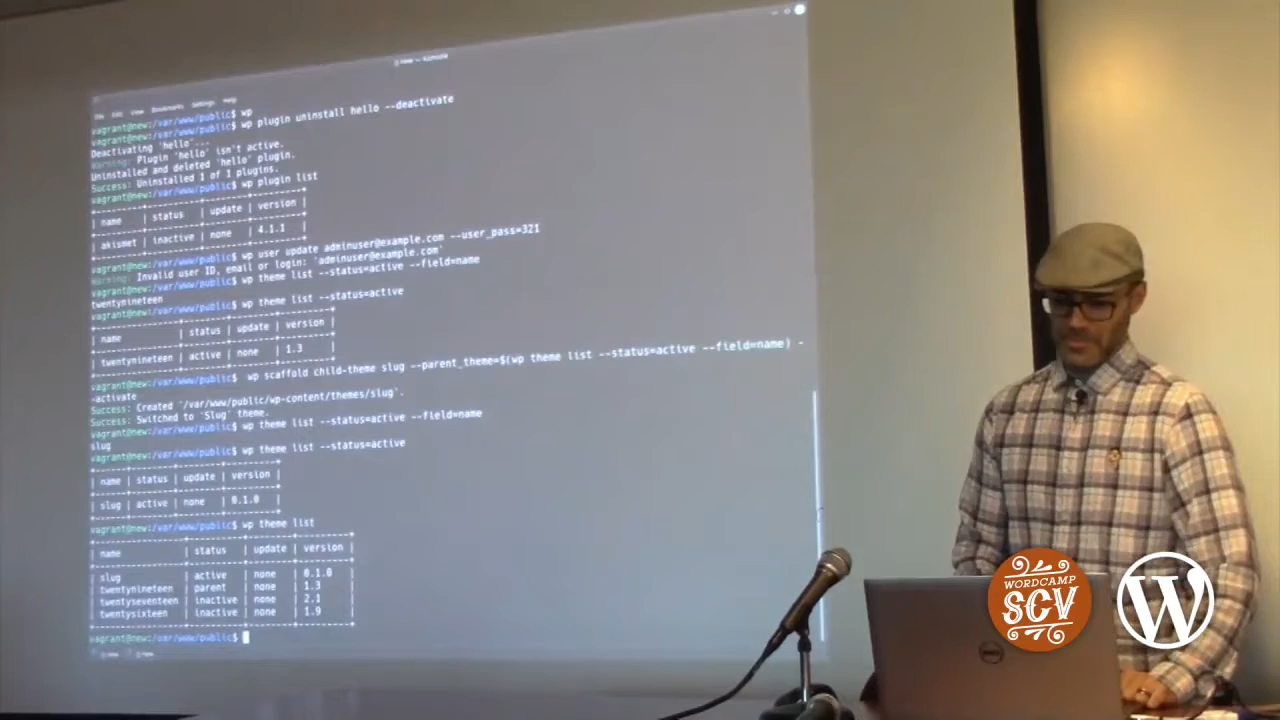 new — konsole
File Edit View Bookmarks Settings Help
vagrant@new:/var/www/public$ wp
vagrant@new:/var/www/public$ wp plugin uninstall hello --deactivate
Deactivating 'hello'...
Warning: Plugin 'hello' isn't active.
Uninstalled and deleted 'hello' plugin.
Success: Uninstalled 1 of 1 plugins.
vagrant@new:/var/www/public$ wp plugin list
| name | status | update | version |
| akismet | inactive | none | 4.1.1 |
vagrant@new:/var/www/public$ wp user update adminuser@example.com --user_pass=321
Warning: Invalid user ID, email or login: 'adminuser@example.com'
vagrant@new:/var/www/public$ wp theme list --status=active --field=name
twentynineteen
vagrant@new:/var/www/public$ wp theme list --status=active
| name | status | update | version |
| twentynineteen | active | none | 1.3 |
vagrant@new:/var/www/public$  wp scaffold child-theme slug --parent_theme=$(wp theme list --status=active --field=name) -
-activate
Success: Created '/var/www/public/wp-content/themes/slug'.
Success: Switched to 'Slug' theme.
vagrant@new:/var/www/public$ wp theme list --status=active --field=name
slug
vagrant@new:/var/www/public$ wp theme list --status=active
| name | status | update | version |
| slug | active | none | 0.1.0 |
vagrant@new:/var/www/public$ wp theme list
| name | status | update | version |
| slug | active | none | 0.1.0 |
| twentynineteen | parent | none | 1.3 |
| twentyseventeen | inactive | none | 2.1 |
| twentysixteen | inactive | none | 1.9 |
vagrant@new:/var/www/public$
new new
WORDCAMP
SCV
W
DELL